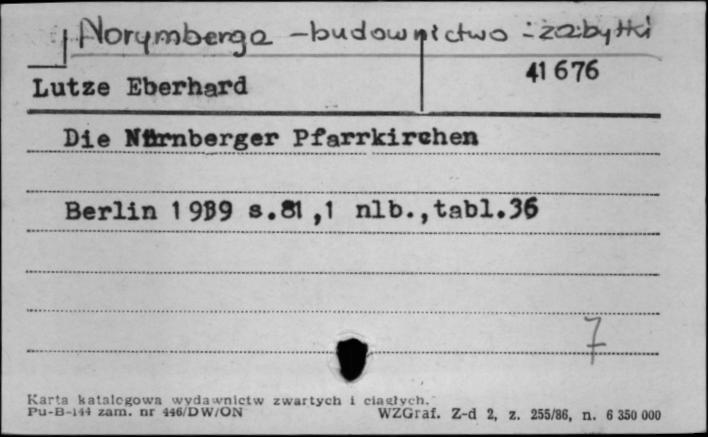 Norymberga - budownictwo i zabytki
41676
Lutze Eberhard
Die Nürnberger Pfarrkirchen
Berlin 1939 s.81,1 nlb.,tabl.36
7
Karta katalogowa wydawnictw zwartych i ciągłych.
Pu-B-144 zam. nr 446/DW/ON
WZGraf. Z-d 2, z. 255/86, n. 6 350 000